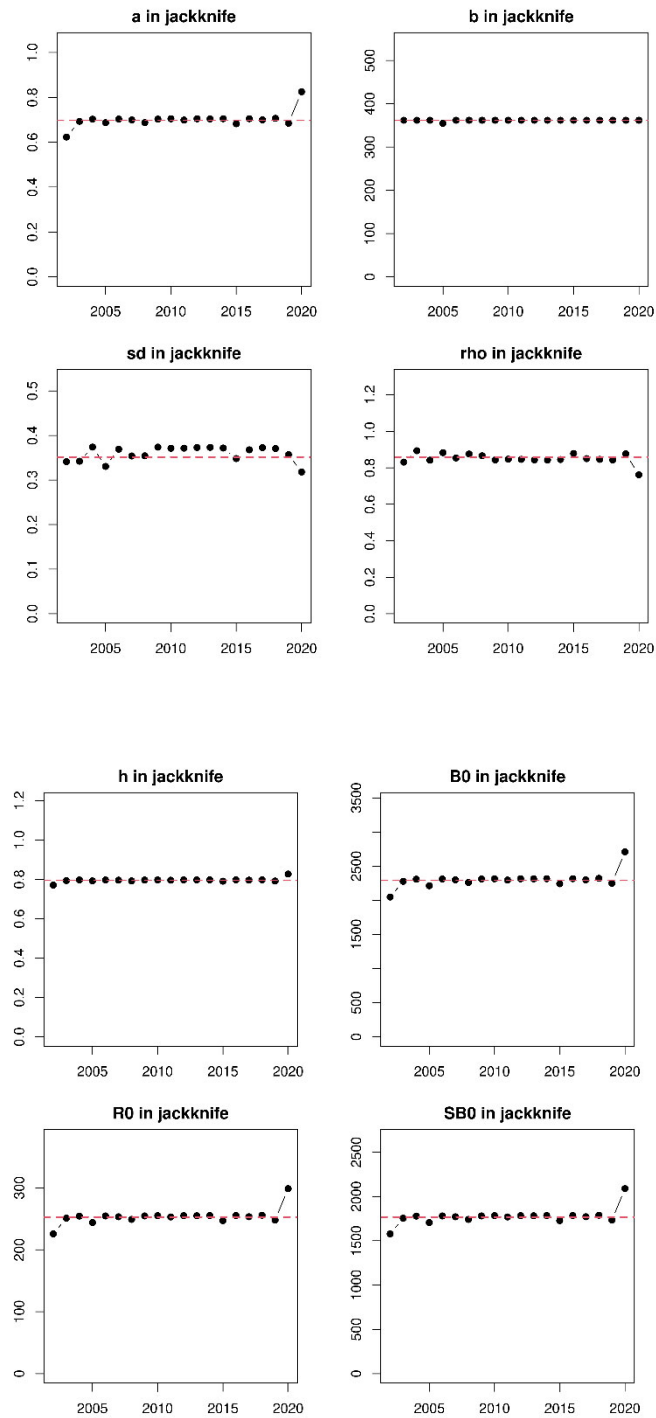 a in jackknife
0.0 0.2 0.4 0.6 0.8 1.0
2005 2010 2015 2020
b in jackknife
0 100 200 300 400 500
2005 2010 2015 2020
sd in jackknife
0.0 0.1 0.2 0.3 0.4 0.5
2005 2010 2015 2020
rho in jackknife
0.0 0.2 0.4 0.6 0.8 1.0 1.2
2005 2010 2015 2020
h in jackknife
0.0 0.2 0.4 0.6 0.8 1.0 1.2
2005 2010 2015 2020
B0 in jackknife
0 500 1500 2500 3500
2005 2010 2015 2020
R0 in jackknife
0 100 200 300
2005 2010 2015 2020
SB0 in jackknife
0 500 1000 1500 2000 2500
2005 2010 2015 2020